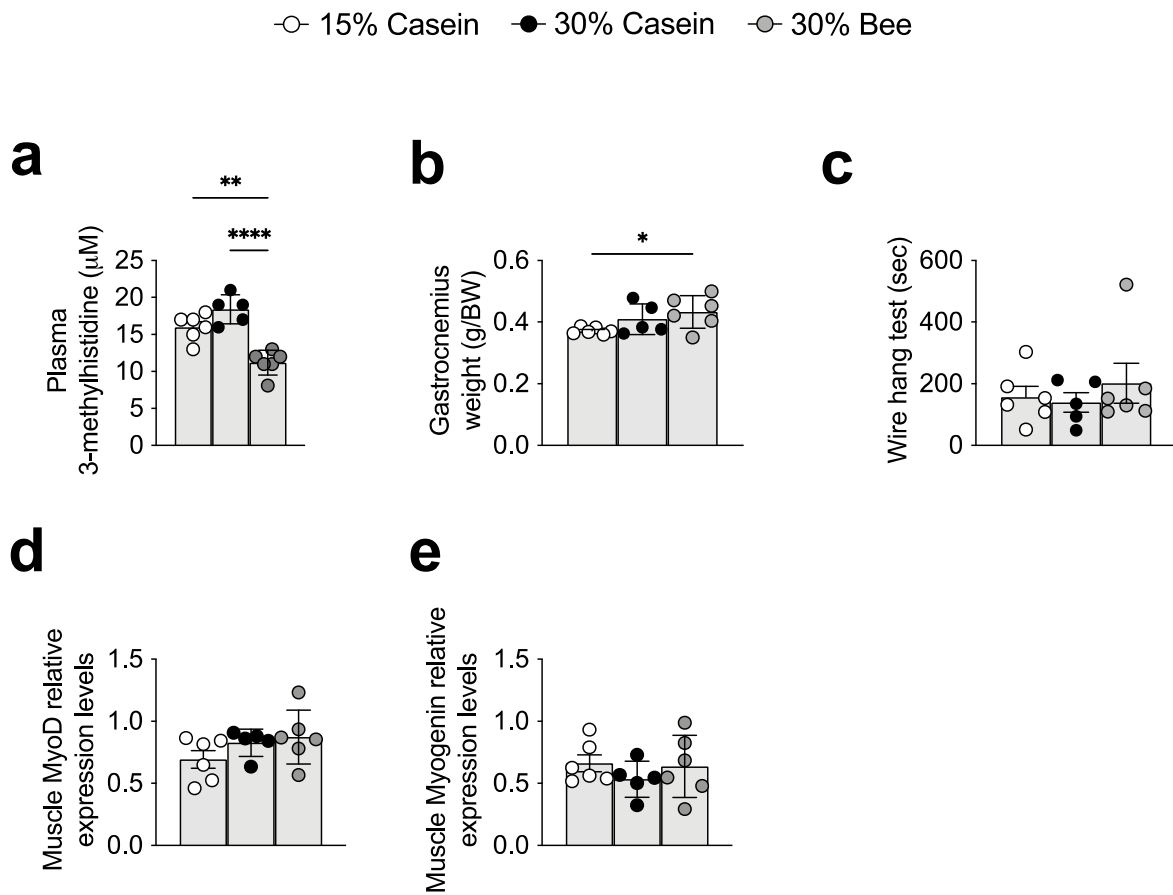 15% Casein 30% Casein 30% Bee
a
**
****
Plasma
3-methylhistidine (μM)
25
20
15
10
5
0
b
*
Gastrocnemius
weight (g/BW)
0.6
0.4
0.2
0.0
c
Wire hang test (sec)
600
400
200
0
d
Muscle MyoD relative
expression levels
1.5
1.0
0.5
0.0
e
Muscle Myogenin relative
expression levels
1.5
1.0
0.5
0.0